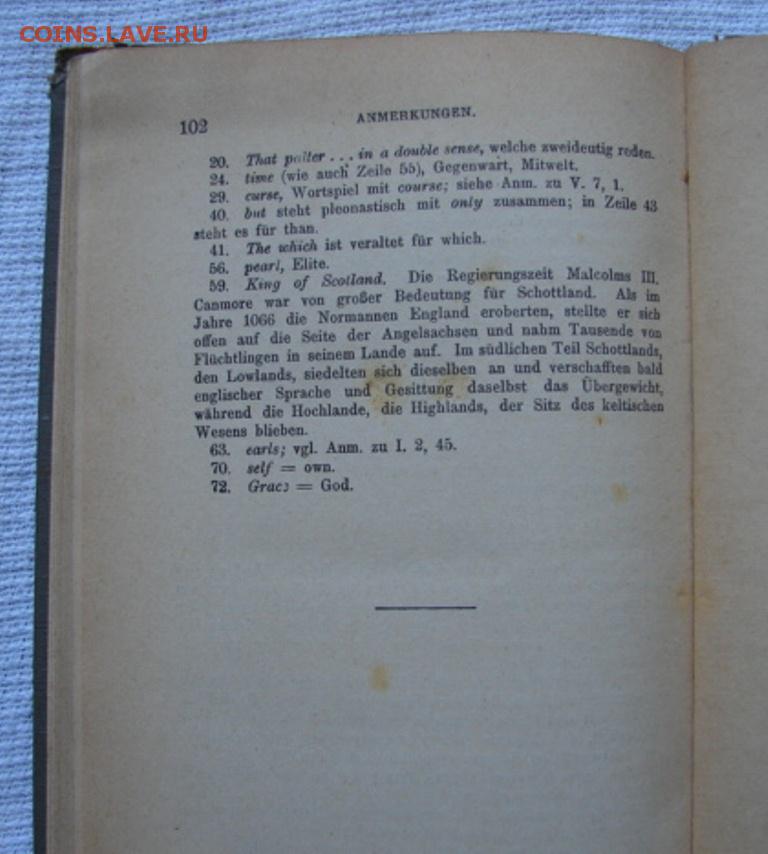 COINS.LAVE.RU
102 ANMERKUNGEN.
20. That palter . . . in a double sense, welche zweideutig reden.
24. time (wie auch Zeile 55), Gegenwart, Mitwelt.
29. curse, Wortspiel mit course; siehe Anm. zu V. 7, 1.
40. but steht pleonastisch mit only zusammen; in Zeile 43
steht es für than.
41. The which ist veraltet für which.
56. pearl, Elite.
59. King of Scotland. Die Regierungszeit Malcolms III.
Canmore war von großer Bedeutung für Schottland. Als im
Jahre 1066 die Normannen England eroberten, stellte er sich
offen auf die Seite der Angelsachsen und nahm Tausende von
Flüchtlingen in seinem Lande auf. Im südlichen Teil Schottlands,
den Lowlands, siedelten sich dieselben an und verschafften bald
englischer Sprache und Gesittung daselbst das Übergewicht,
während die Hochlande, die Highlands, der Sitz des keltischen
Wesens blieben.
63. earls; vgl. Anm. zu I. 2, 45.
70. self = own.
72. Grace = God.